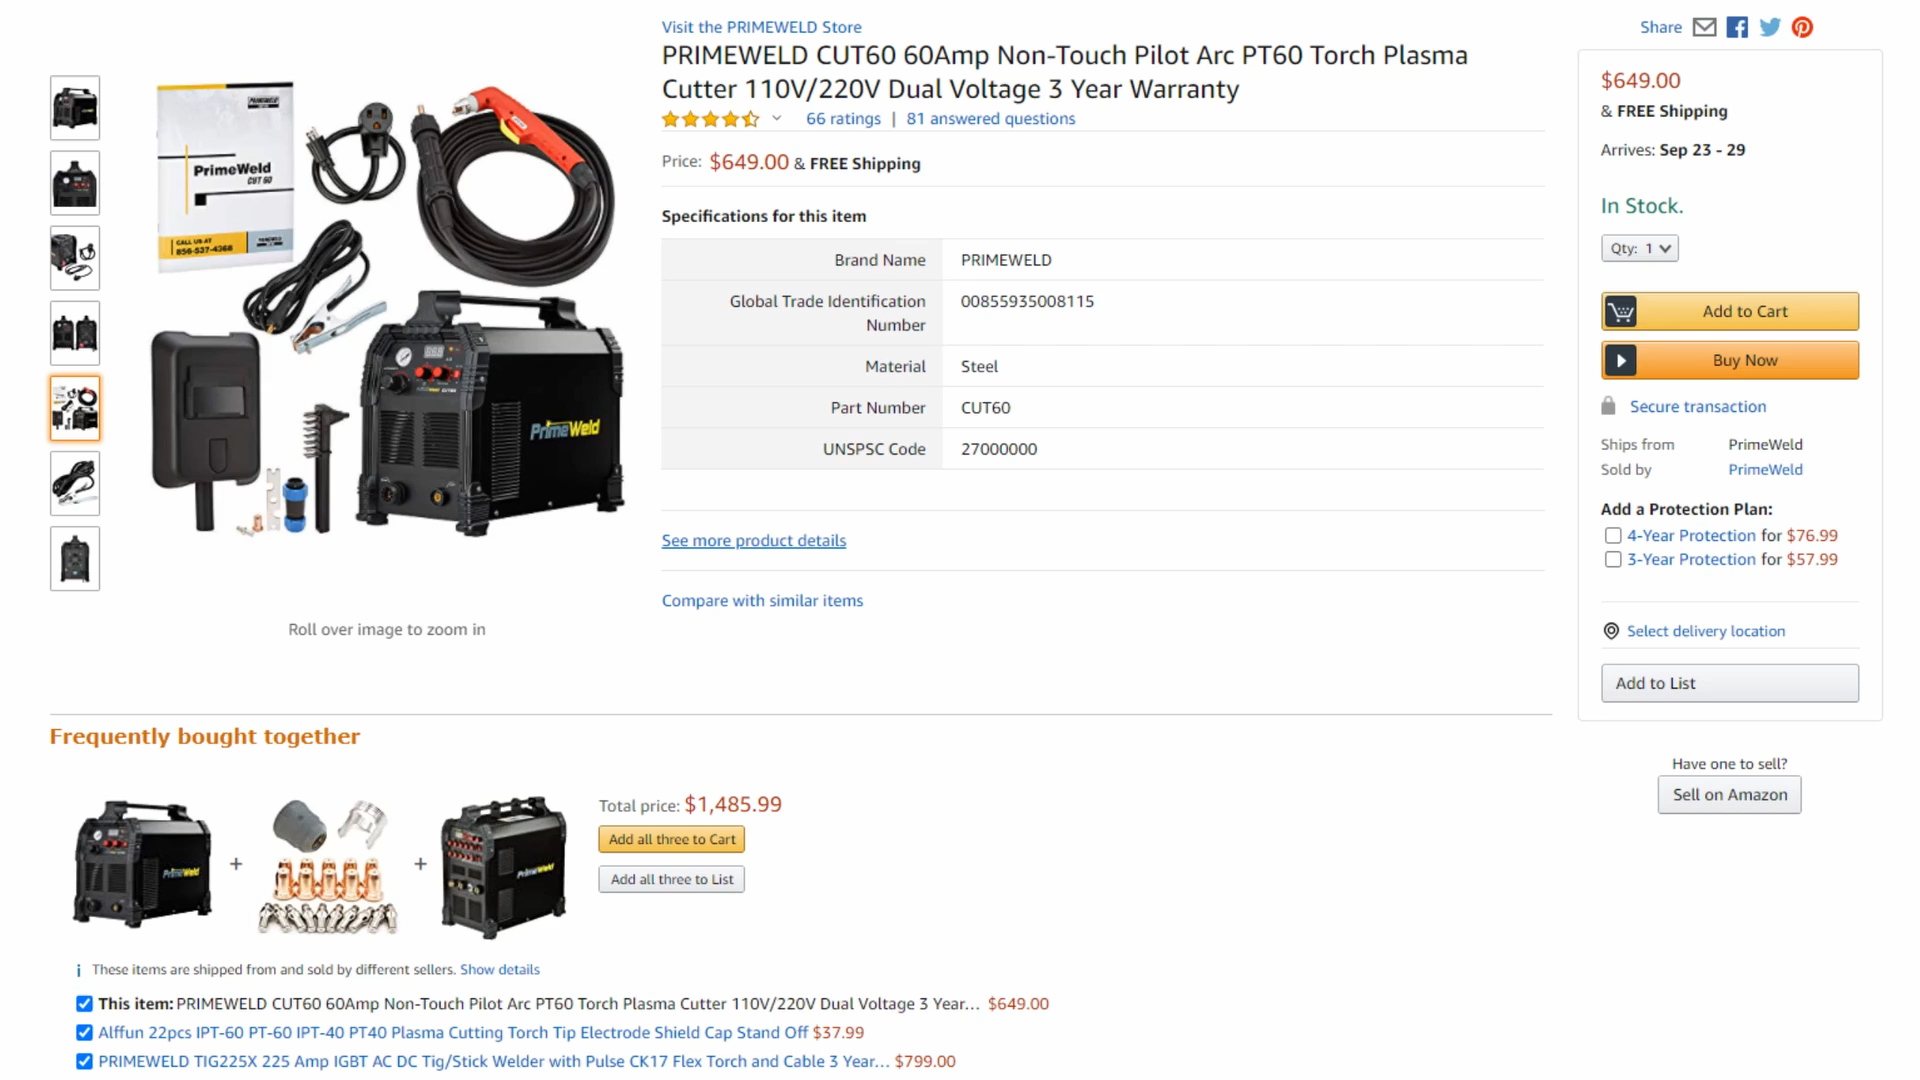 Visit the PRIMEWELD Store
PRIMEWELD CUT60 60Amp Non-Touch Pilot Arc PT60 Torch Plasma
Cutter 110V/220V Dual Voltage 3 Year Warranty
66 ratings | 81 answered questions
Price: $649.00 & FREE Shipping
Specifications for this item
Brand Name PRIMEWELD
Global Trade Identification 00855935008115
Number
Material Steel
Part Number CUT60
UNSPSC Code 27000000
See more product details
Compare with similar items
PRIMEWELD
PrimeWeld
CUT 60
CALL US AT
856-537-4368
PrimeWeld
Roll over image to zoom in
Share
$649.00
& FREE Shipping
Arrives: Sep 23 - 29
In Stock.
Qty: 1
Add to Cart
Buy Now
Secure transaction
Ships from PrimeWeld
Sold by PrimeWeld
Add a Protection Plan:
4-Year Protection for $76.99
3-Year Protection for $57.99
Select delivery location
Add to List
Have one to sell?
Sell on Amazon
Frequently bought together
PrimeWeld
+
+
PrimeWeld
Total price: $1,485.99
Add all three to Cart
Add all three to List
i These items are shipped from and sold by different sellers. Show details
This item: PRIMEWELD CUT60 60Amp Non-Touch Pilot Arc PT60 Torch Plasma Cutter 110V/220V Dual Voltage 3 Year... $649.00
Alffun 22pcs IPT-60 PT-60 IPT-40 PT40 Plasma Cutting Torch Tip Electrode Shield Cap Stand Off $37.99
PRIMEWELD TIG225X 225 Amp IGBT AC DC Tig/Stick Welder with Pulse CK17 Flex Torch and Cable 3 Year... $799.00